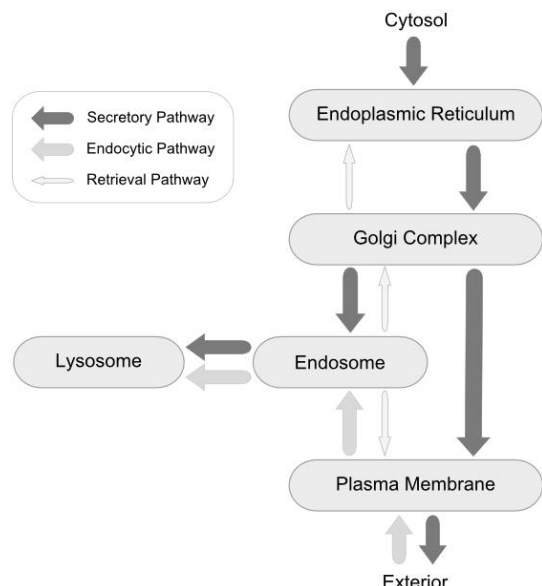 Cytosol
Endoplasmic Reticulum
Secretory Pathway
Endocytic Pathway
Retrieval Pathway
Golgi Complex
Lysosome
Endosome
Plasma Membrane
Exterior